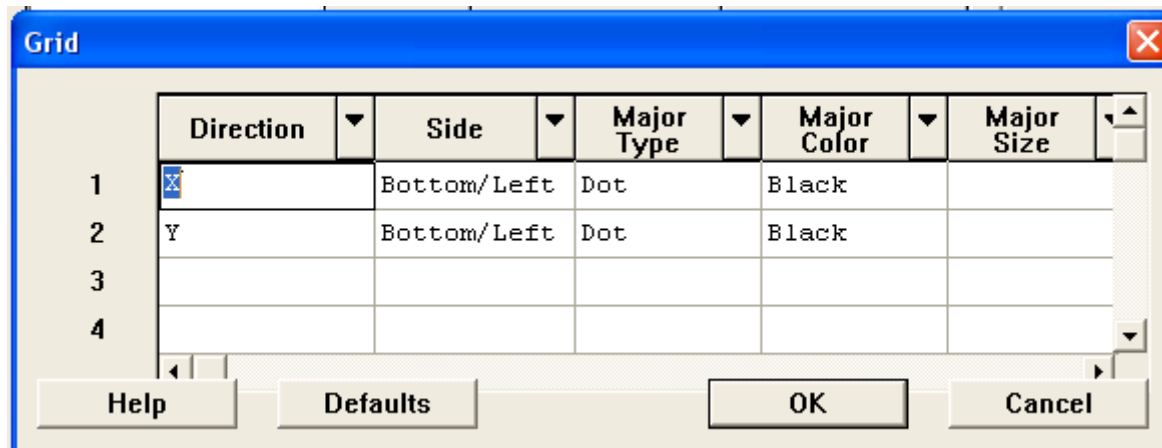 Grid
Direction Side Major Type Major Color Major Size
1 X Bottom/Left Dot Black
2 Y Bottom/Left Dot Black
3
4
Help Defaults OK Cancel